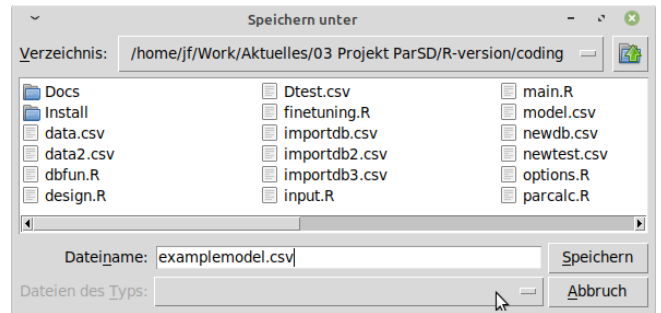 Speichern unter
Verzeichnis: /home/jf/Work/Aktuelles/03 Projekt ParSD/R-version/coding
Docs Dtest.csv main.R
Install finetuning.R model.csv
data.csv importdb.csv newdb.csv
data2.csv importdb2.csv newtest.csv
dbfun.R importdb3.csv options.R
design.R input.R parcalc.R
Dateiname: examplemodel.csv Speichern
Dateien des Typs: Abbruch